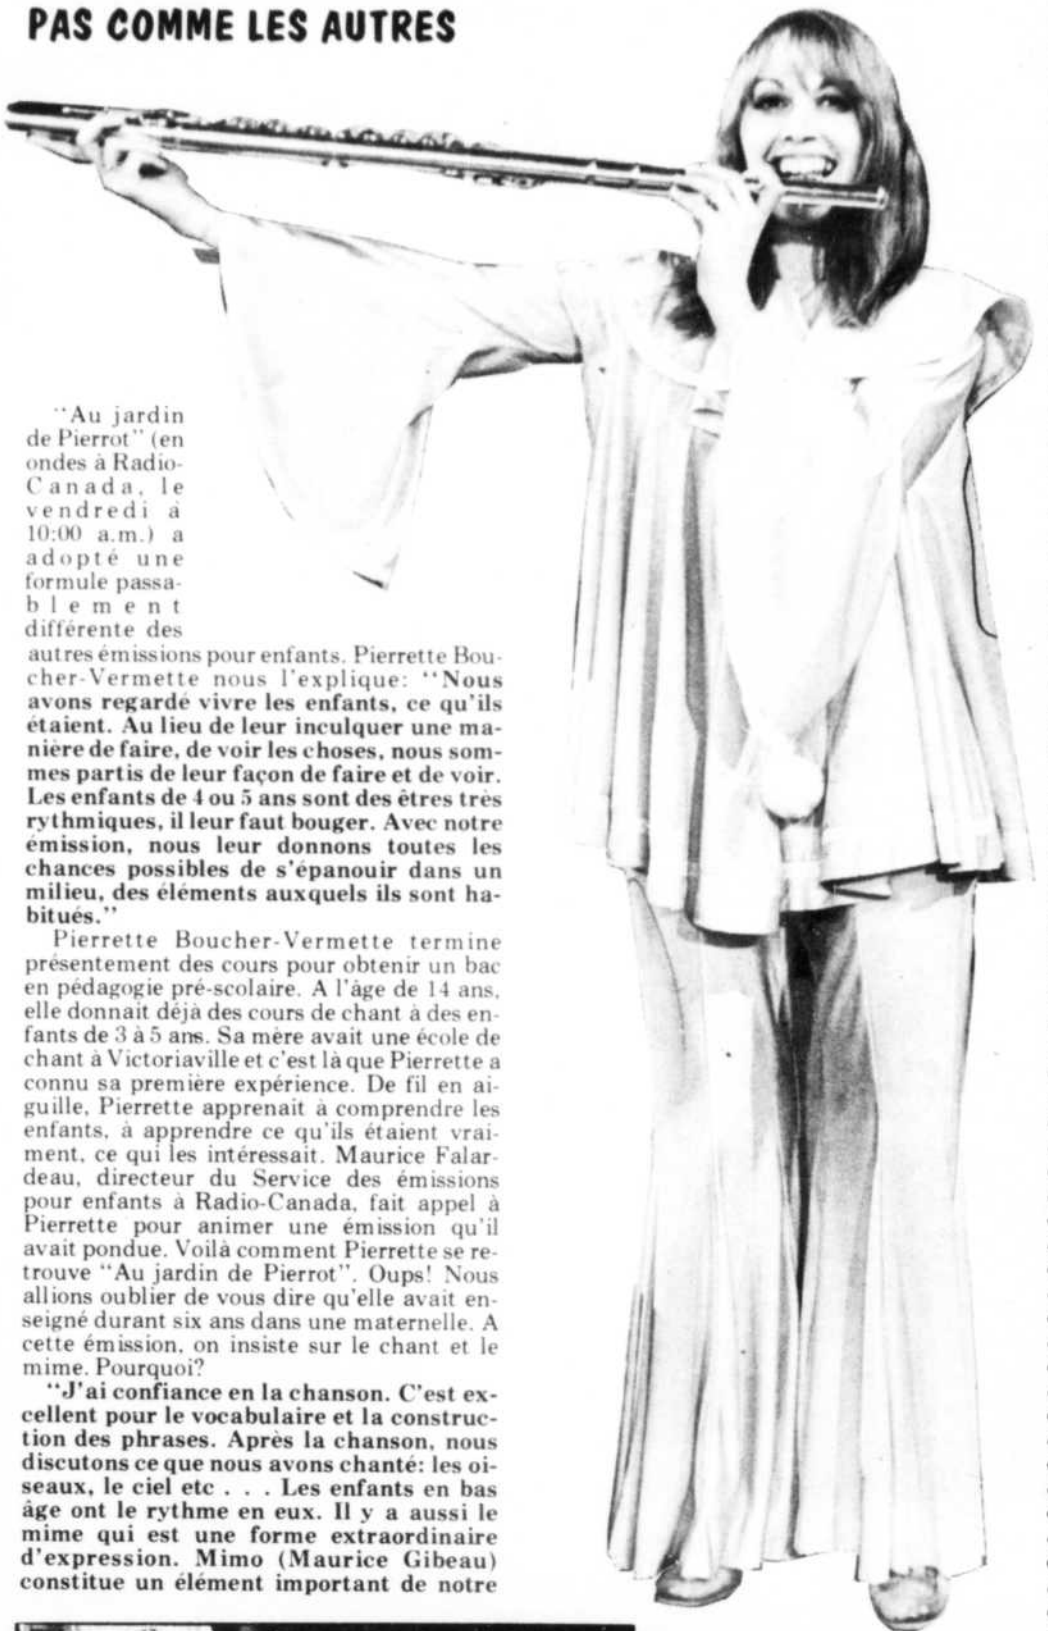 PAS COMME LES AUTRES
"Au jardin
de Pierrot" (en
ondes à Radio-
Canada, le
vendredi à
10:00 a.m.) a
adopté une
formule passa-
blement
différente des
autres émissions pour enfants. Pierrette Bou-
cher-Vermette nous l'explique: "Nous
avons regardé vivre les enfants, ce qu'ils
étaient. Au lieu de leur inculquer une ma-
nière de faire, de voir les choses, nous som-
mes partis de leur façon de faire et de voir.
Les enfants de 4 ou 5 ans sont des êtres très
rythmiques, il leur faut bouger. Avec notre
émission, nous leur donnons toutes les
chances possibles de s'épanouir dans un
milieu, des éléments auxquels ils sont ha-
bitués."
Pierrette Boucher-Vermette termine
présentement des cours pour obtenir un bac
en pédagogie pré-scolaire. A l'âge de 14 ans,
elle donnait déjà des cours de chant à des en-
fants de 3 à 5 ans. Sa mère avait une école de
chant à Victoriaville et c'est là que Pierrette a
connu sa première expérience. De fil en ai-
guille, Pierrette apprenait à comprendre les
enfants, à apprendre ce qu'ils étaient vrai-
ment, ce qui les intéressait. Maurice Falar-
deau, directeur du Service des émissions
pour enfants à Radio-Canada, fait appel à
Pierrette pour animer une émission qu'il
avait pondue. Voilà comment Pierrette se re-
trouve "Au jardin de Pierrot". Oups! Nous
allions oublier de vous dire qu'elle avait en-
seigné durant six ans dans une maternelle. A
cette émission, on insiste sur le chant et le
mime. Pourquoi?
"J'ai confiance en la chanson. C'est ex-
cellent pour le vocabulaire et la construc-
tion des phrases. Après la chanson, nous
discutons ce que nous avons chanté: les oi-
seaux, le ciel etc . . . Les enfants en bas
âge ont le rythme en eux. Il y a aussi le
mime qui est une forme extraordinaire
d'expression. Mimo (Maurice Gibeau)
constitue un élément important de notre